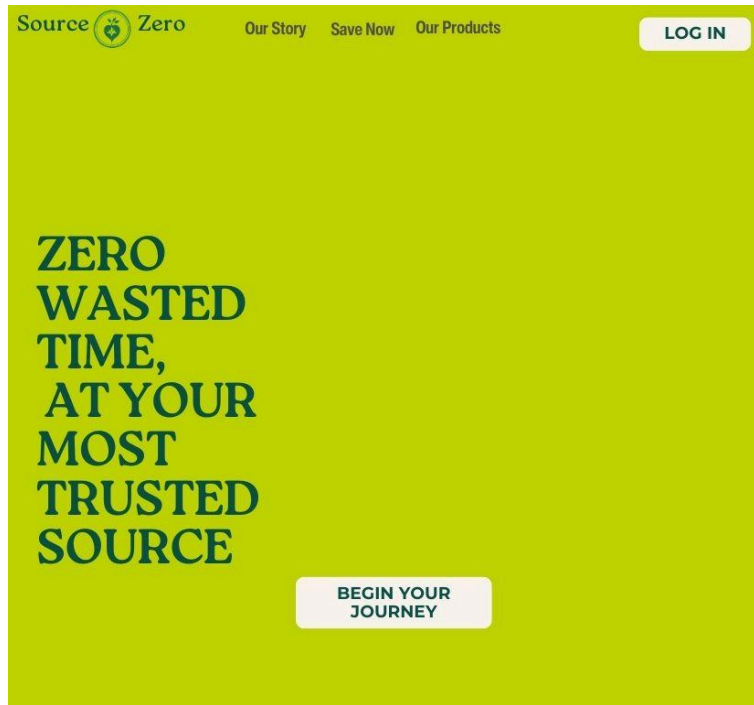 Source Zero
Our Story
Save Now
Our Products
LOG IN
ZERO
WASTED
TIME,
AT YOUR
MOST
TRUSTED
SOURCE
BEGIN YOUR
JOURNEY